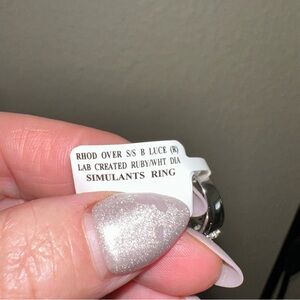 RHOD OVER S/S B LUCE (R)
LAB CREATED RUBY/WHT DIA
SIMULANTS RING